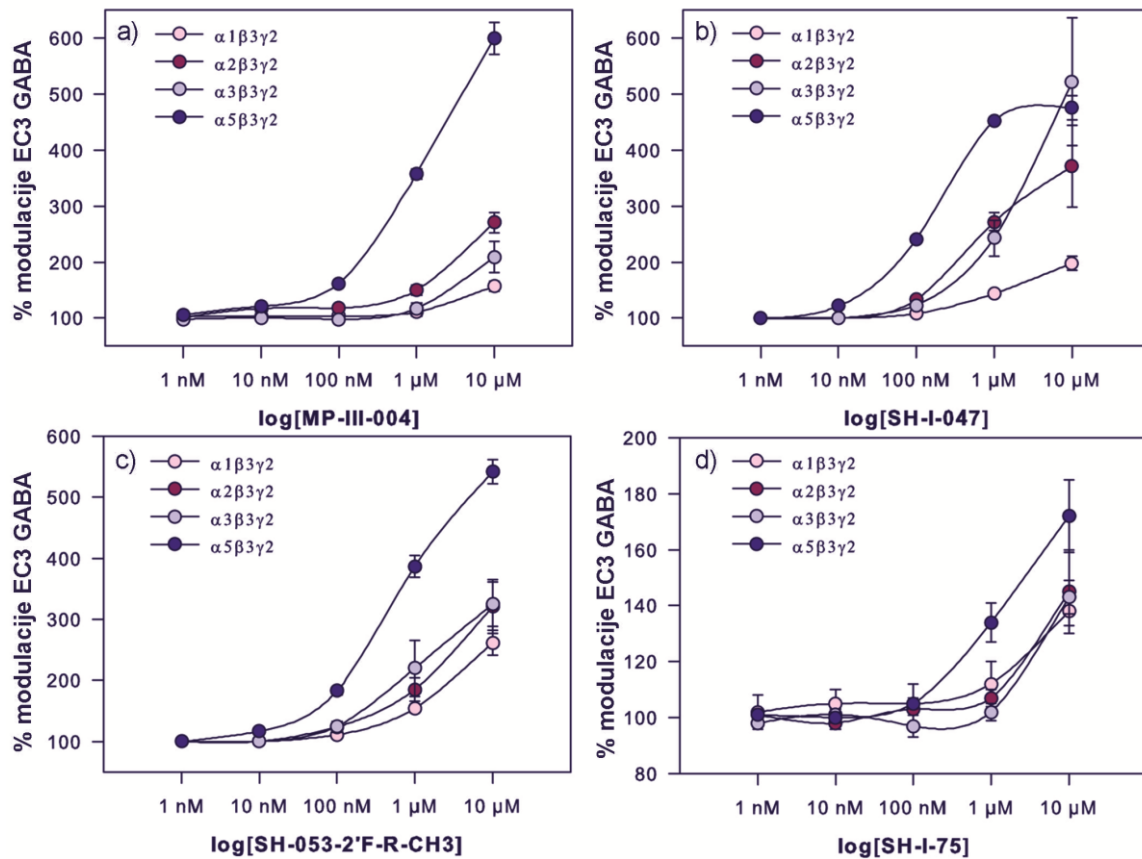 a)
α1β3γ2
α2β3γ2
α3β3γ2
α5β3γ2
% modulacije EC3 GABA
600
500
400
300
200
100
1 nM 10 nM 100 nM 1 µM 10 µM
log[MP-III-004]
b)
α1β3γ2
α2β3γ2
α3β3γ2
α5β3γ2
% modulacije EC3 GABA
600
500
400
300
200
100
1 nM 10 nM 100 nM 1 µM 10 µM
log[SH-I-047]
c)
α1β3γ2
α2β3γ2
α3β3γ2
α5β3γ2
% modulacije EC3 GABA
600
500
400
300
200
100
1 nM 10 nM 100 nM 1 µM 10 µM
log[SH-053-2'F-R-CH3]
d)
α1β3γ2
α2β3γ2
α3β3γ2
α5β3γ2
% modulacije EC3 GABA
200
180
160
140
120
100
80
1 nM 10 nM 100 nM 1 µM 10 µM
log[SH-I-75]